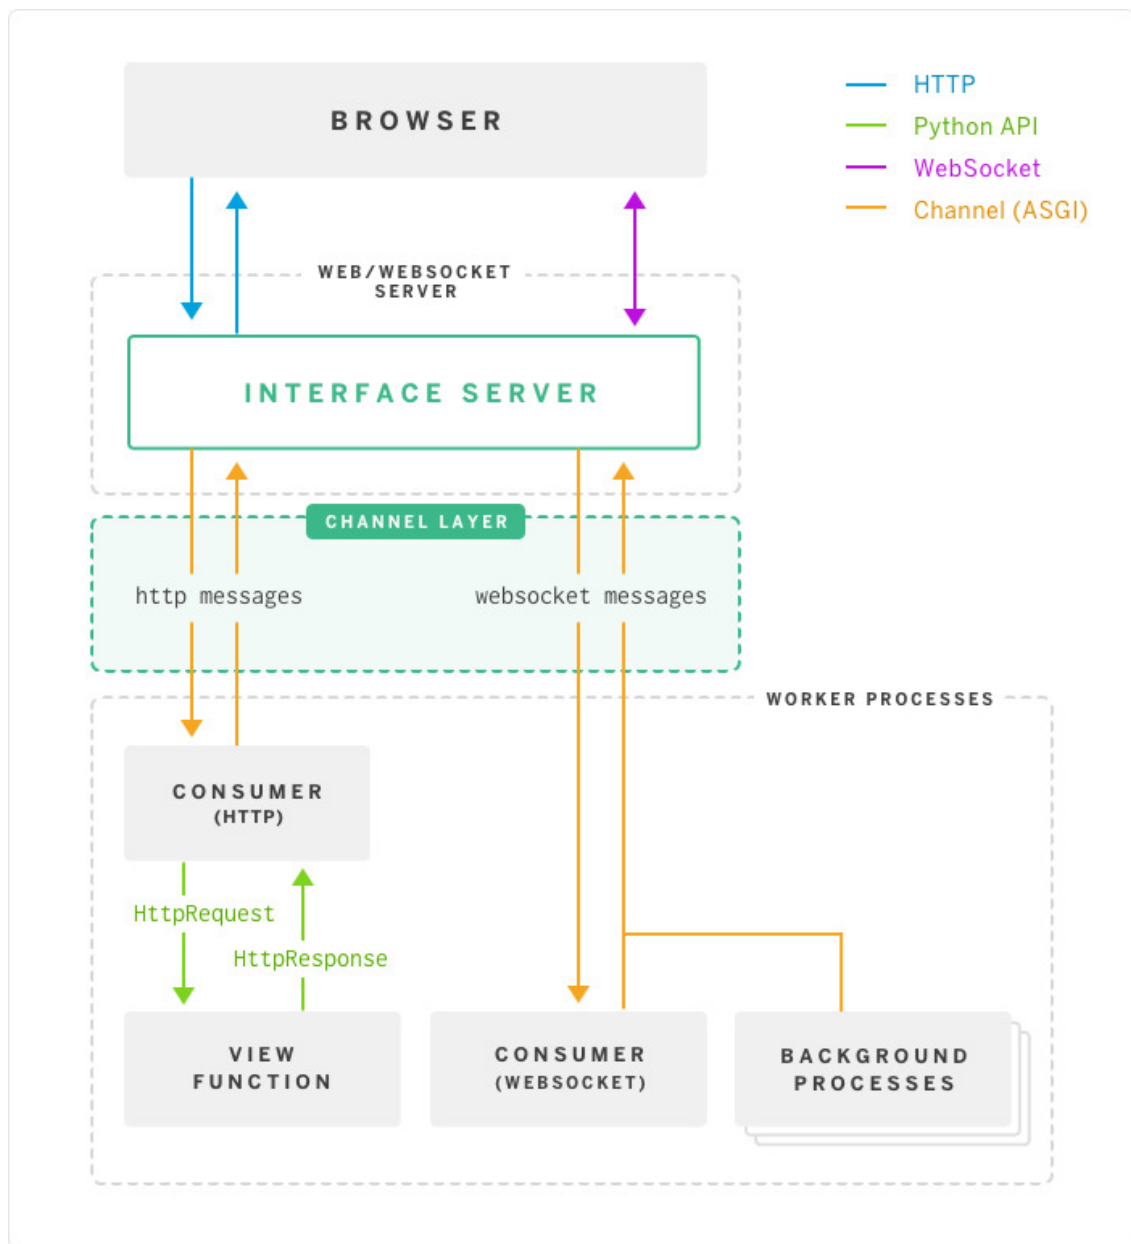 BROWSER
HTTP
Python API
WebSocket
Channel (ASGI)
WEB/WEBSOCKET
SERVER
INTERFACE SERVER
CHANNEL LAYER
http messages
websocket messages
WORKER PROCESSES
CONSUMER
(HTTP)
HttpRequest
HttpResponse
VIEW
FUNCTION
CONSUMER
(WEBSOCKET)
BACKGROUND
PROCESSES